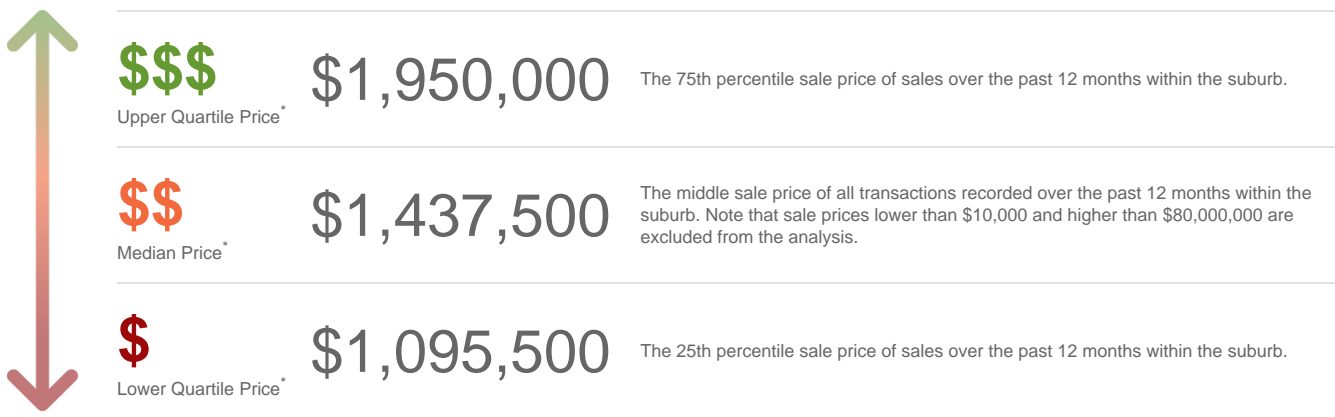 $$$
Upper Quartile Price*
$1,950,000
The 75th percentile sale price of sales over the past 12 months within the suburb.
$$
Median Price*
$1,437,500
The middle sale price of all transactions recorded over the past 12 months within the
suburb. Note that sale prices lower than $10,000 and higher than $80,000,000 are
excluded from the analysis.
$
Lower Quartile Price*
$1,095,500
The 25th percentile sale price of sales over the past 12 months within the suburb.